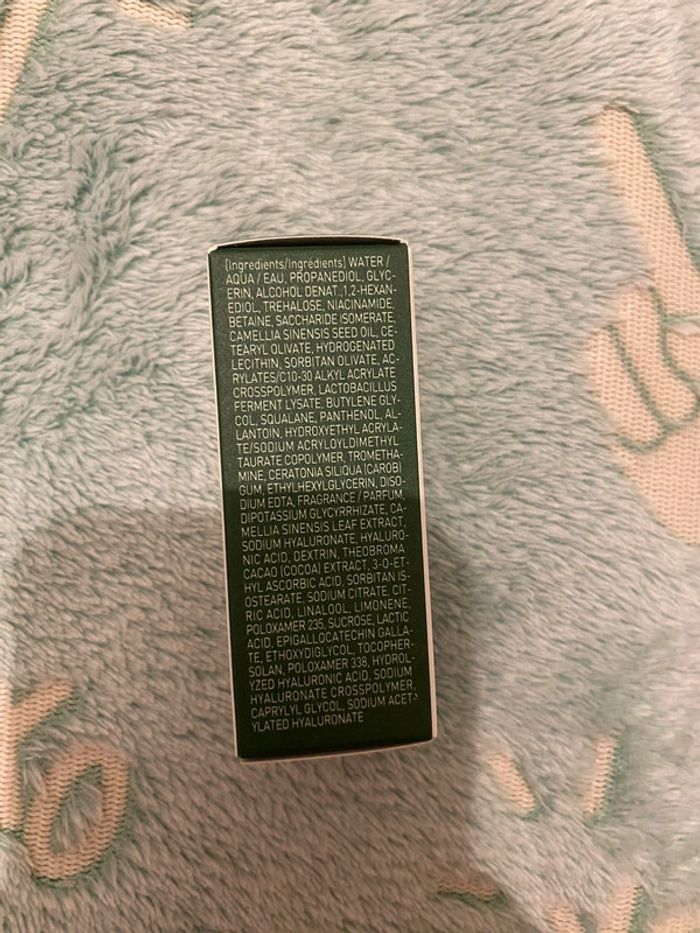 [Ingredients/Ingrédients] WATER /
AQUA / EAU, PROPANEDIOL, GLYC-
ERIN, ALCOHOL DENAT., 1,2-HEXAN-
EDIOL, TREHALOSE, NIACINAMIDE,
BETAINE, SACCHARIDE ISOMERATE,
CAMELLIA SINENSIS SEED OIL, CE-
TEARYL OLIVATE, HYDROGENATED
LECITHIN, SORBITAN OLIVATE, AC-
RYLATES/C10-30 ALKYL ACRYLATE
CROSSPOLYMER, LACTOBACILLUS
FERMENT LYSATE, BUTYLENE GLY-
COL, SQUALANE, PANTHENOL, AL-
LANTOIN, HYDROXYETHYL ACRYLA-
TE/SODIUM ACRYLOYLDIMETHYL
TAURATE COPOLYMER, TROMETHA-
MINE, CERATONIA SILIQUA (CAROB)
GUM, ETHYLHEXYLGLYCERIN, DISO-
DIUM EDTA, FRAGRANCE / PARFUM,
DIPOTASSIUM GLYCYRRHIZATE, CA-
MELLIA SINENSIS LEAF EXTRACT,
SODIUM HYALURONATE, HYALURO-
NIC ACID, DEXTRIN, THEOBROMA
CACAO (COCOA) EXTRACT, 3-O-ET-
HYL ASCORBIC ACID, SORBITAN IS-
OSTEARATE, SODIUM CITRATE, CIT-
RIC ACID, LINALOOL, LIMONENE,
POLOXAMER 235, SUCROSE, LACTIC
ACID, EPIGALLOCATECHIN GALLA-
TE, ETHOXYDIGLYCOL, TOCOPHER-
SOLAN, POLOXAMER 338, HYDROL-
YZED HYALURONIC ACID, SODIUM
HYALURONATE CROSSPOLYMER,
CAPRYLYL GLYCOL, SODIUM ACET-
YLATED HYALURONATE